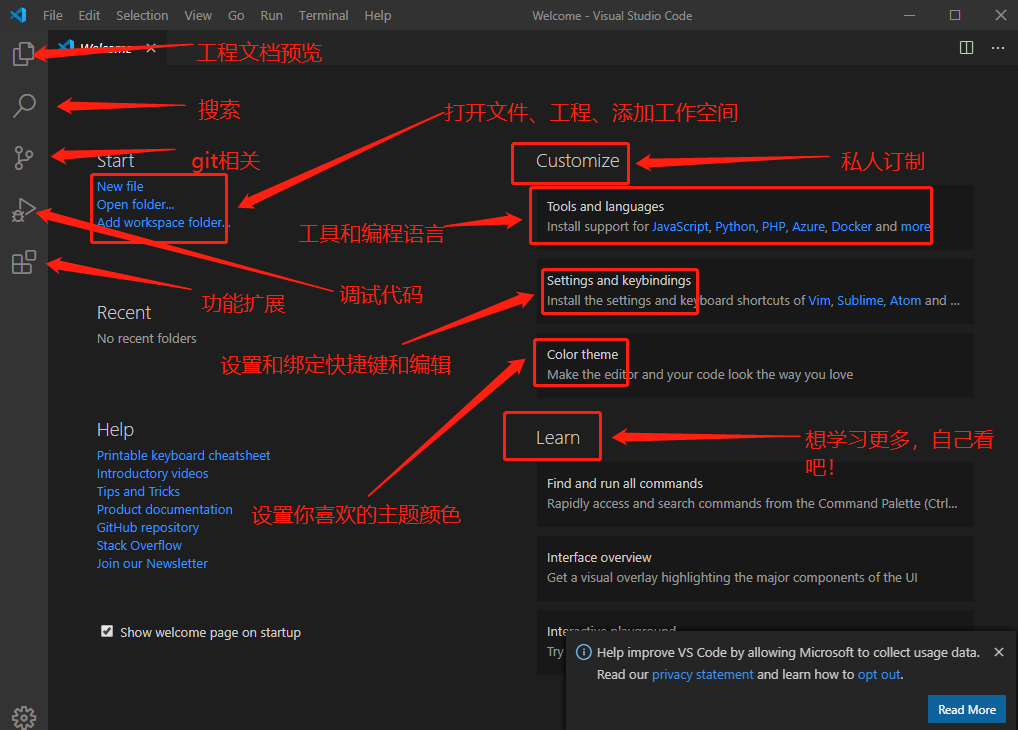 File Edit Selection View Go Run Terminal Help Welcome - Visual Studio Code
Welcome
工程文档预览
搜索
打开文件、工程、添加工作空间
git相关
Start
New file
Open folder...
Add workspace folder...
Customize
私人订制
Tools and languages
Install support for JavaScript, Python, PHP, Azure, Docker and more
工具和编程语言
Settings and keybindings
Install the settings and keyboard shortcuts of Vim, Sublime, Atom and ...
功能扩展
调试代码
Recent
No recent folders
设置和绑定快捷键和编辑
Color theme
Make the editor and your code look the way you love
Help
Printable keyboard cheatsheet
Introductory videos
Tips and Tricks
Product documentation
GitHub repository
Stack Overflow
Join our Newsletter
设置你喜欢的主题颜色
Learn
想学习更多，自己看
吧！
Find and run all commands
Rapidly access and search commands from the Command Palette (Ctrl...
Interface overview
Get a visual overlay highlighting the major components of the UI
Interactive playground
Try
Show welcome page on startup
Help improve VS Code by allowing Microsoft to collect usage data.
Read our privacy statement and learn how to opt out.
Read More